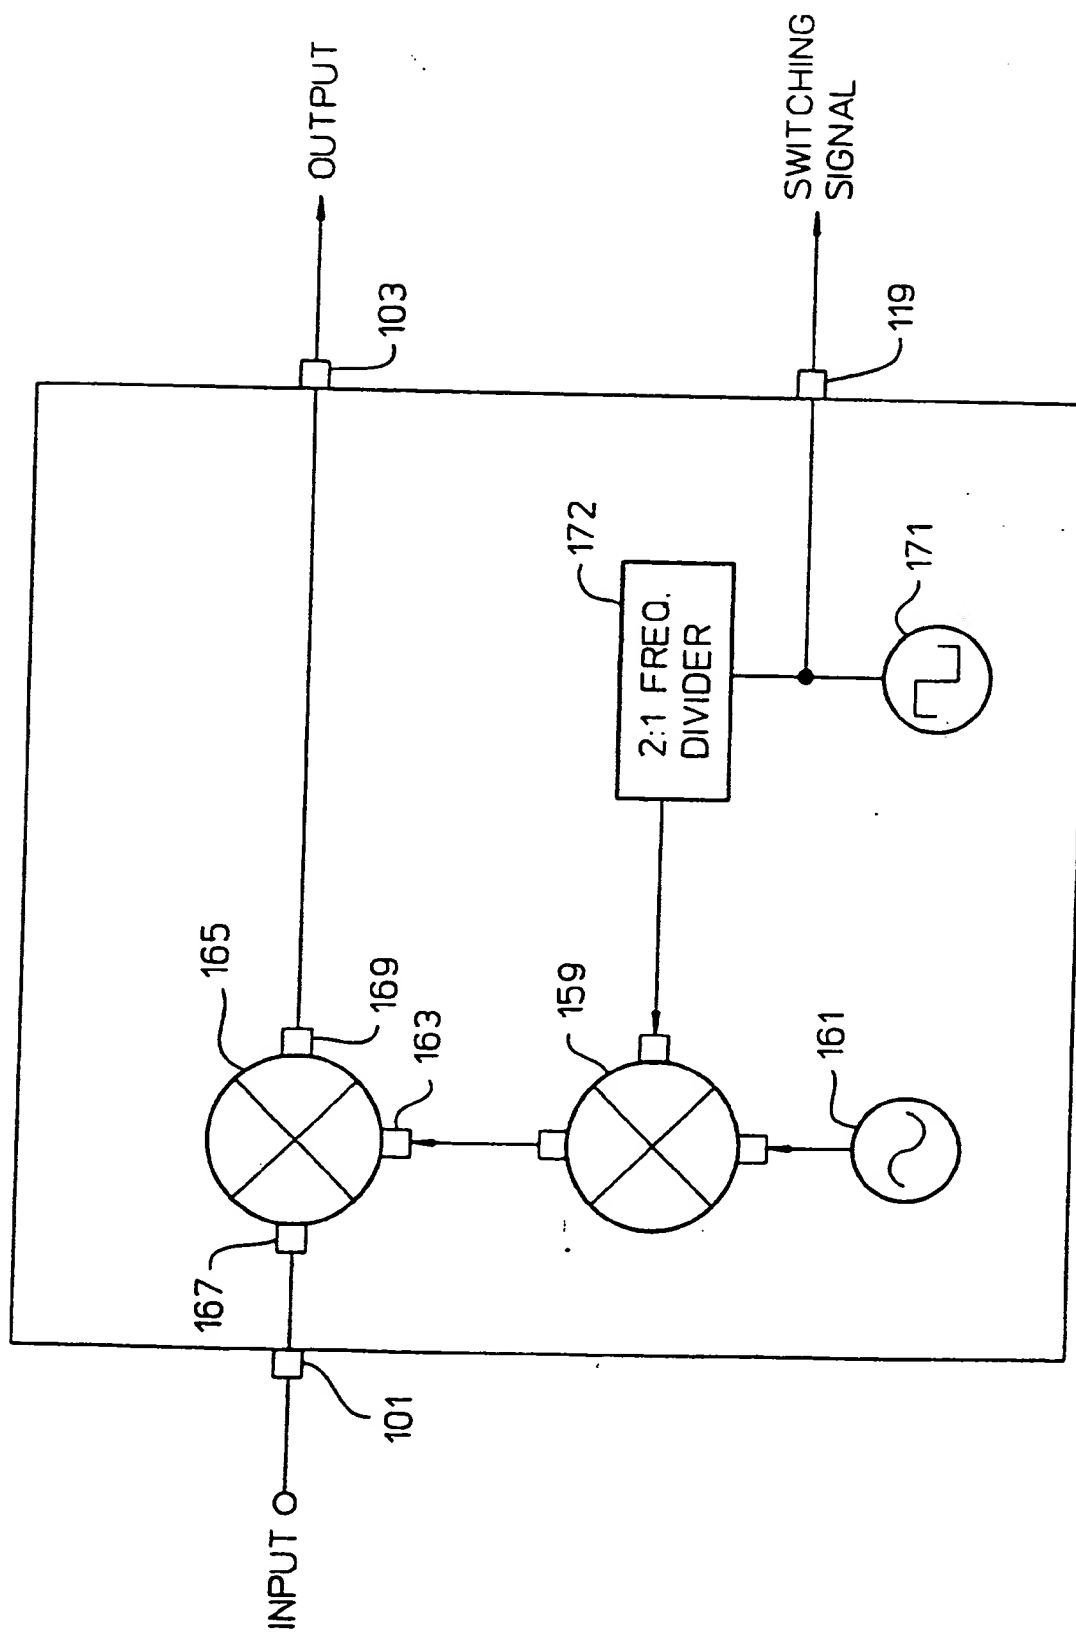 INPUT
101
167
165
169
163
159
161
2:1 FREQ.
DIVIDER
172
171
103
OUTPUT
119
SWITCHING
SIGNAL